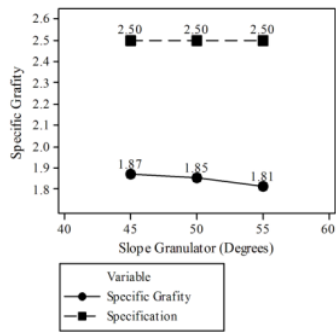 2.6
2.5
2.4
2.3
2.2
2.1
2.0
1.9
1.8
Specific Grafity
2.50 2.50 2.50
1.87 1.85 1.81
40 45 50 55 60
Slope Granulator (Degrees)
Variable
Specific Grafity
Specification